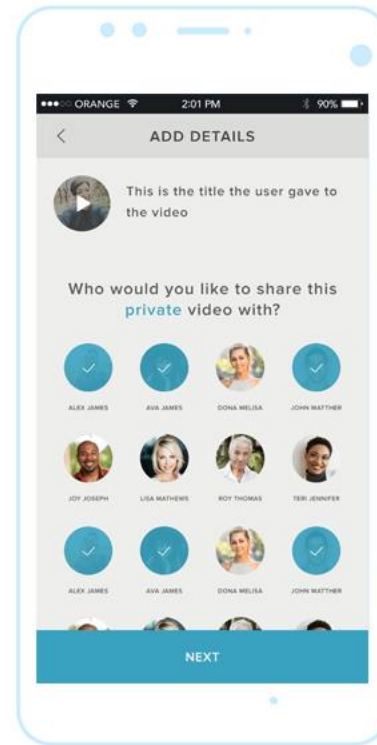 ORANGE 2:01 PM 90%
ADD DETAILS
This is the title the user gave to
the video
Who would you like to share this
private video with?
ALEX JAMES AVA JAMES DONA MELISA JOHN MATTHER
JOY JOSEPH LISA MATHEWS ROY THOMAS TERI JENNIFER
ALEX JAMES AVA JAMES DONA MELISA JOHN MATTHER
NEXT